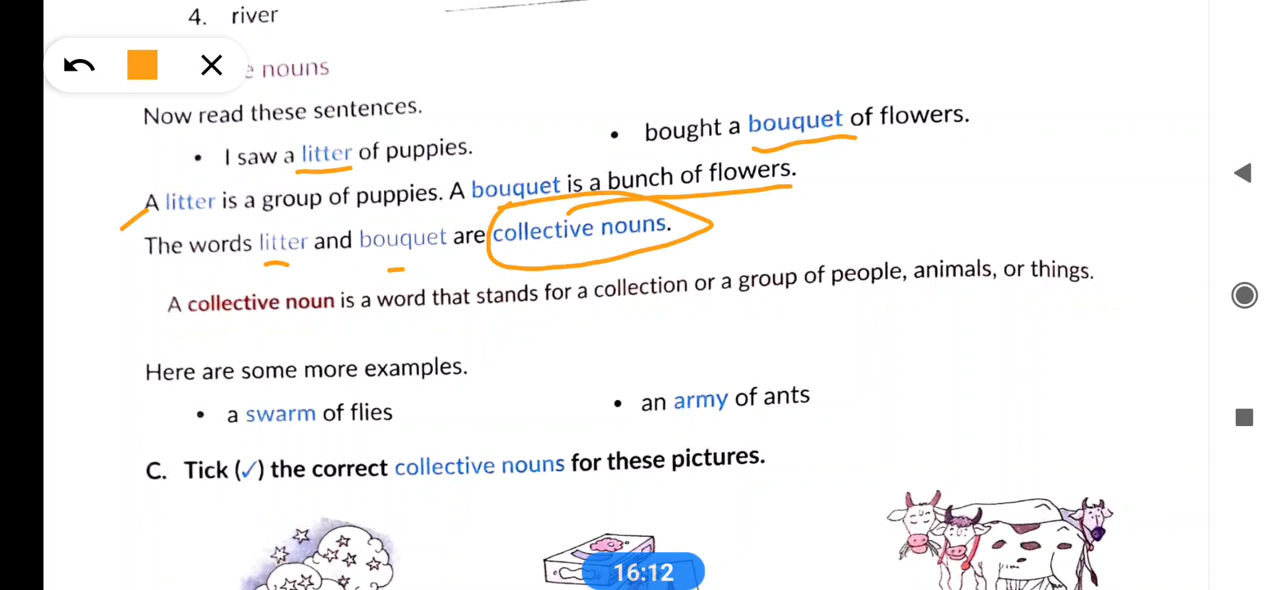 4. river
e nouns
Now read these sentences.
• I saw a litter of puppies.
• bought a bouquet of flowers.
A litter is a group of puppies. A bouquet is a bunch of flowers.
The words litter and bouquet are collective nouns.
A collective noun is a word that stands for a collection or a group of people, animals, or things.
Here are some more examples.
• a swarm of flies
• an army of ants
C. Tick (✓) the correct collective nouns for these pictures.
16:12